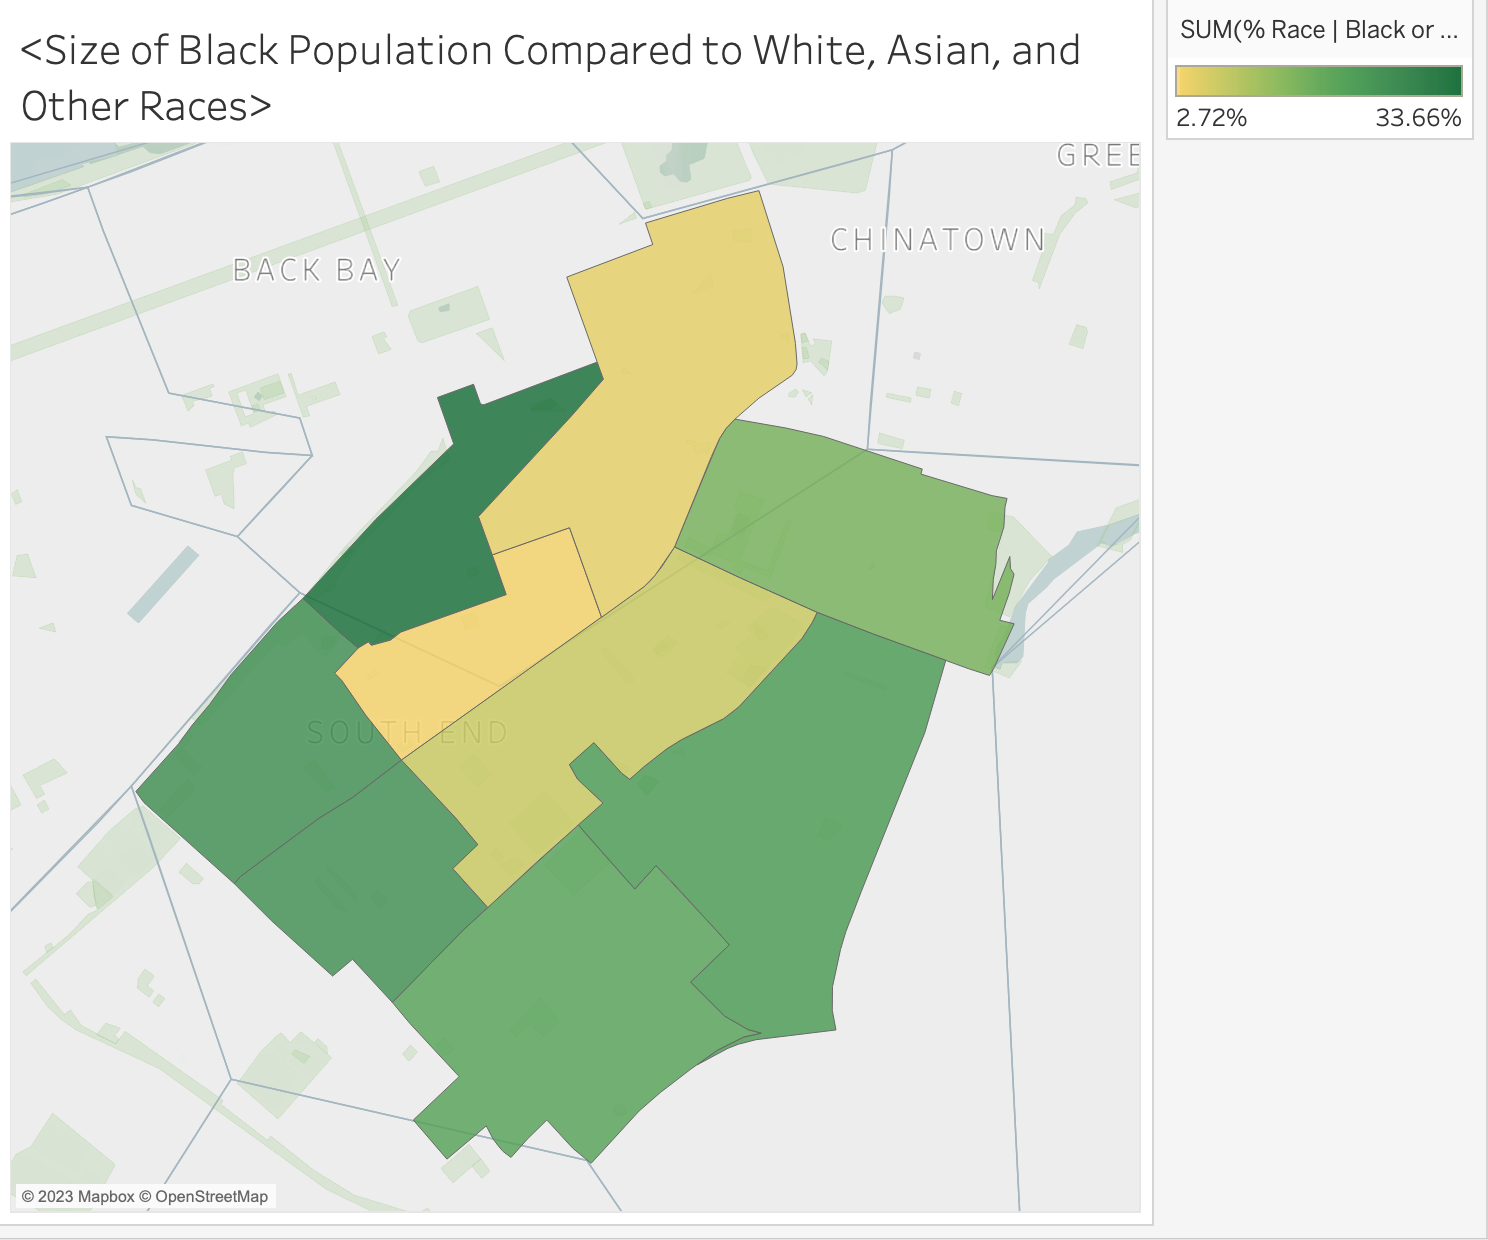 <Size of Black Population Compared to White, Asian, and
Other Races>
SUM(% Race | Black or ...
2.72% 33.66%
GREE
CHINATOWN
BACK BAY
SOUTH END
© 2023 Mapbox © OpenStreetMap